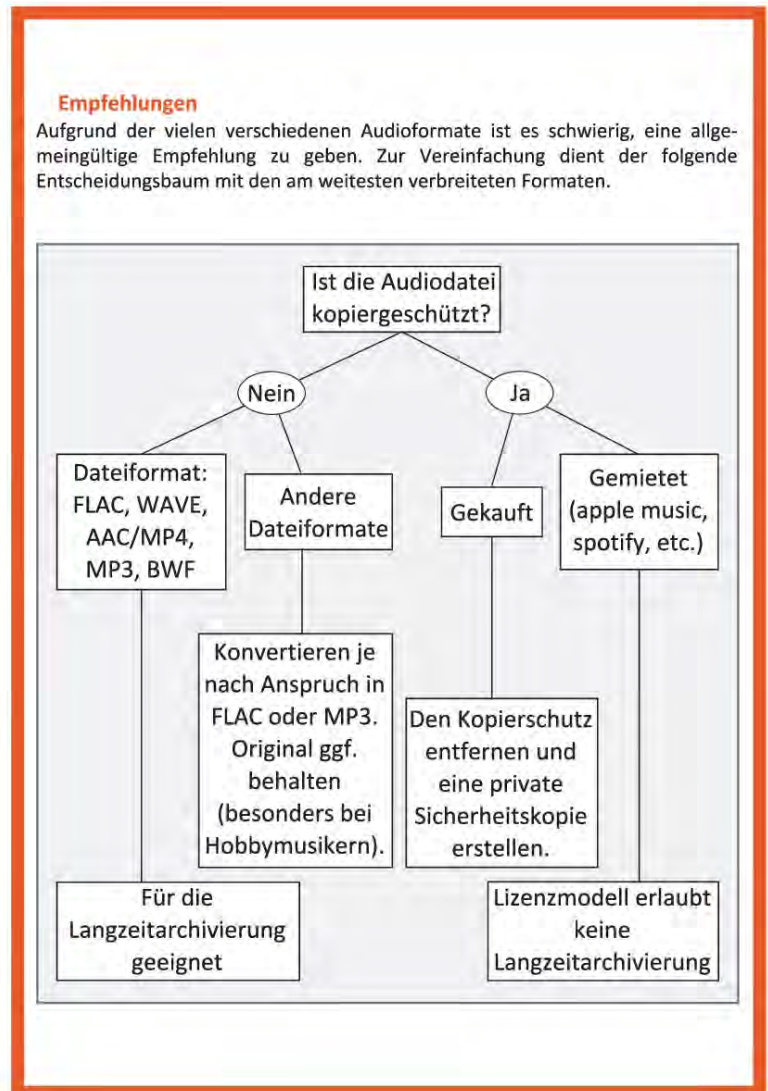 Empfehlungen
Aufgrund der vielen verschiedenen Audioformate ist es schwierig, eine allge-
meingültige Empfehlung zu geben. Zur Vereinfachung dient der folgende
Entscheidungsbaum mit den am weitesten verbreiteten Formaten.
Ist die Audiodatei
kopiergeschützt?
Nein
Ja
Dateiformat:
FLAC, WAVE,
AAC/MP4,
MP3, BWF
Andere
Dateiformate
Gekauft
Gemietet
(apple music,
spotify, etc.)
Konvertieren je
nach Anspruch in
FLAC oder MP3.
Original ggf.
behalten
(besonders bei
Hobbymusikern).
Den Kopierschutz
entfernen und
eine private
Sicherheitskopie
erstellen.
Für die
Langzeitarchivierung
geeignet
Lizenzmodell erlaubt
keine
Langzeitarchivierung